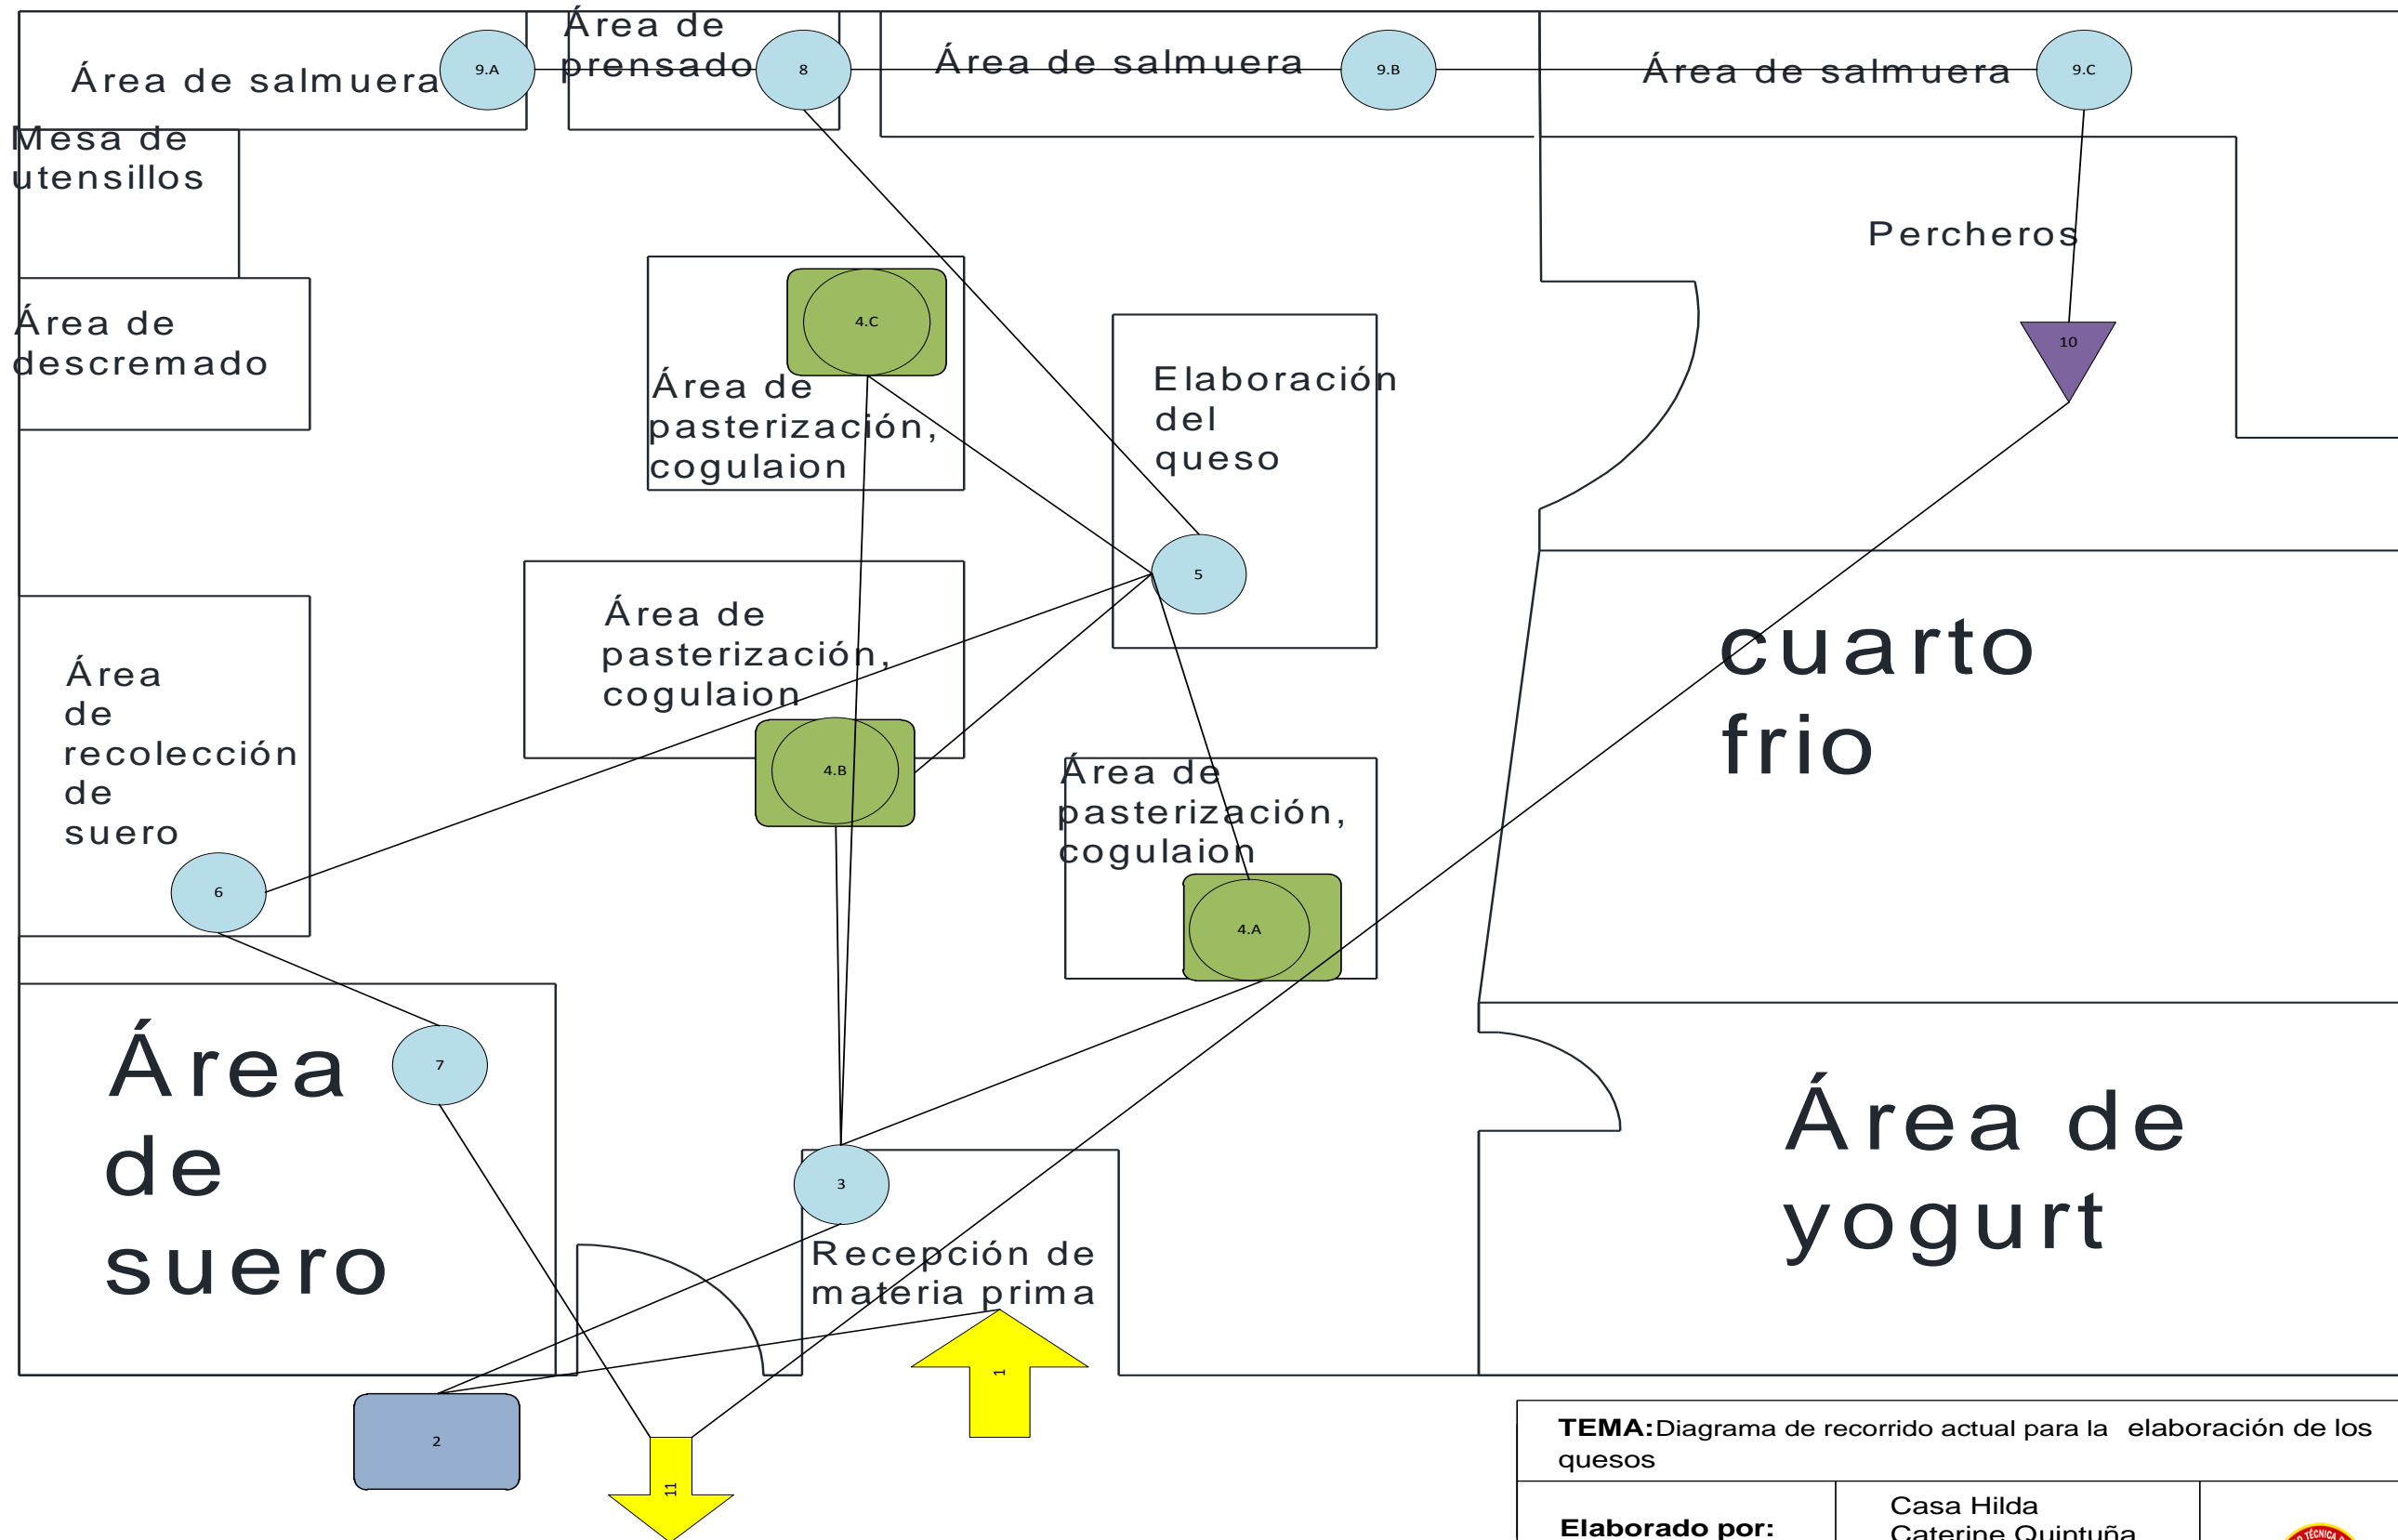 Área de salmuera
9.A
Área de
prensado
8
Área de salmuera
9.B
Área de salmuera
9.C
Mesa de
utensillos
Percheros
Área de
descremado
4.C
Área de
pasterización,
cogulaion
Elaboración
del
queso
10
5
Área de
pasterización,
cogulaion
4.B
Área
de
recolección
de
suero
6
cuarto
frio
Área de
pasterización,
cogulaion
4.A
Área
de
suero
7
3
Recepción de
materia prima
1
Área de
yogurt
2
11
TEMA:Diagrama de recorrido actual para la elaboración de los
quesos
Elaborado por:
Casa Hilda
Caterine Quintuña
TÉCNICA